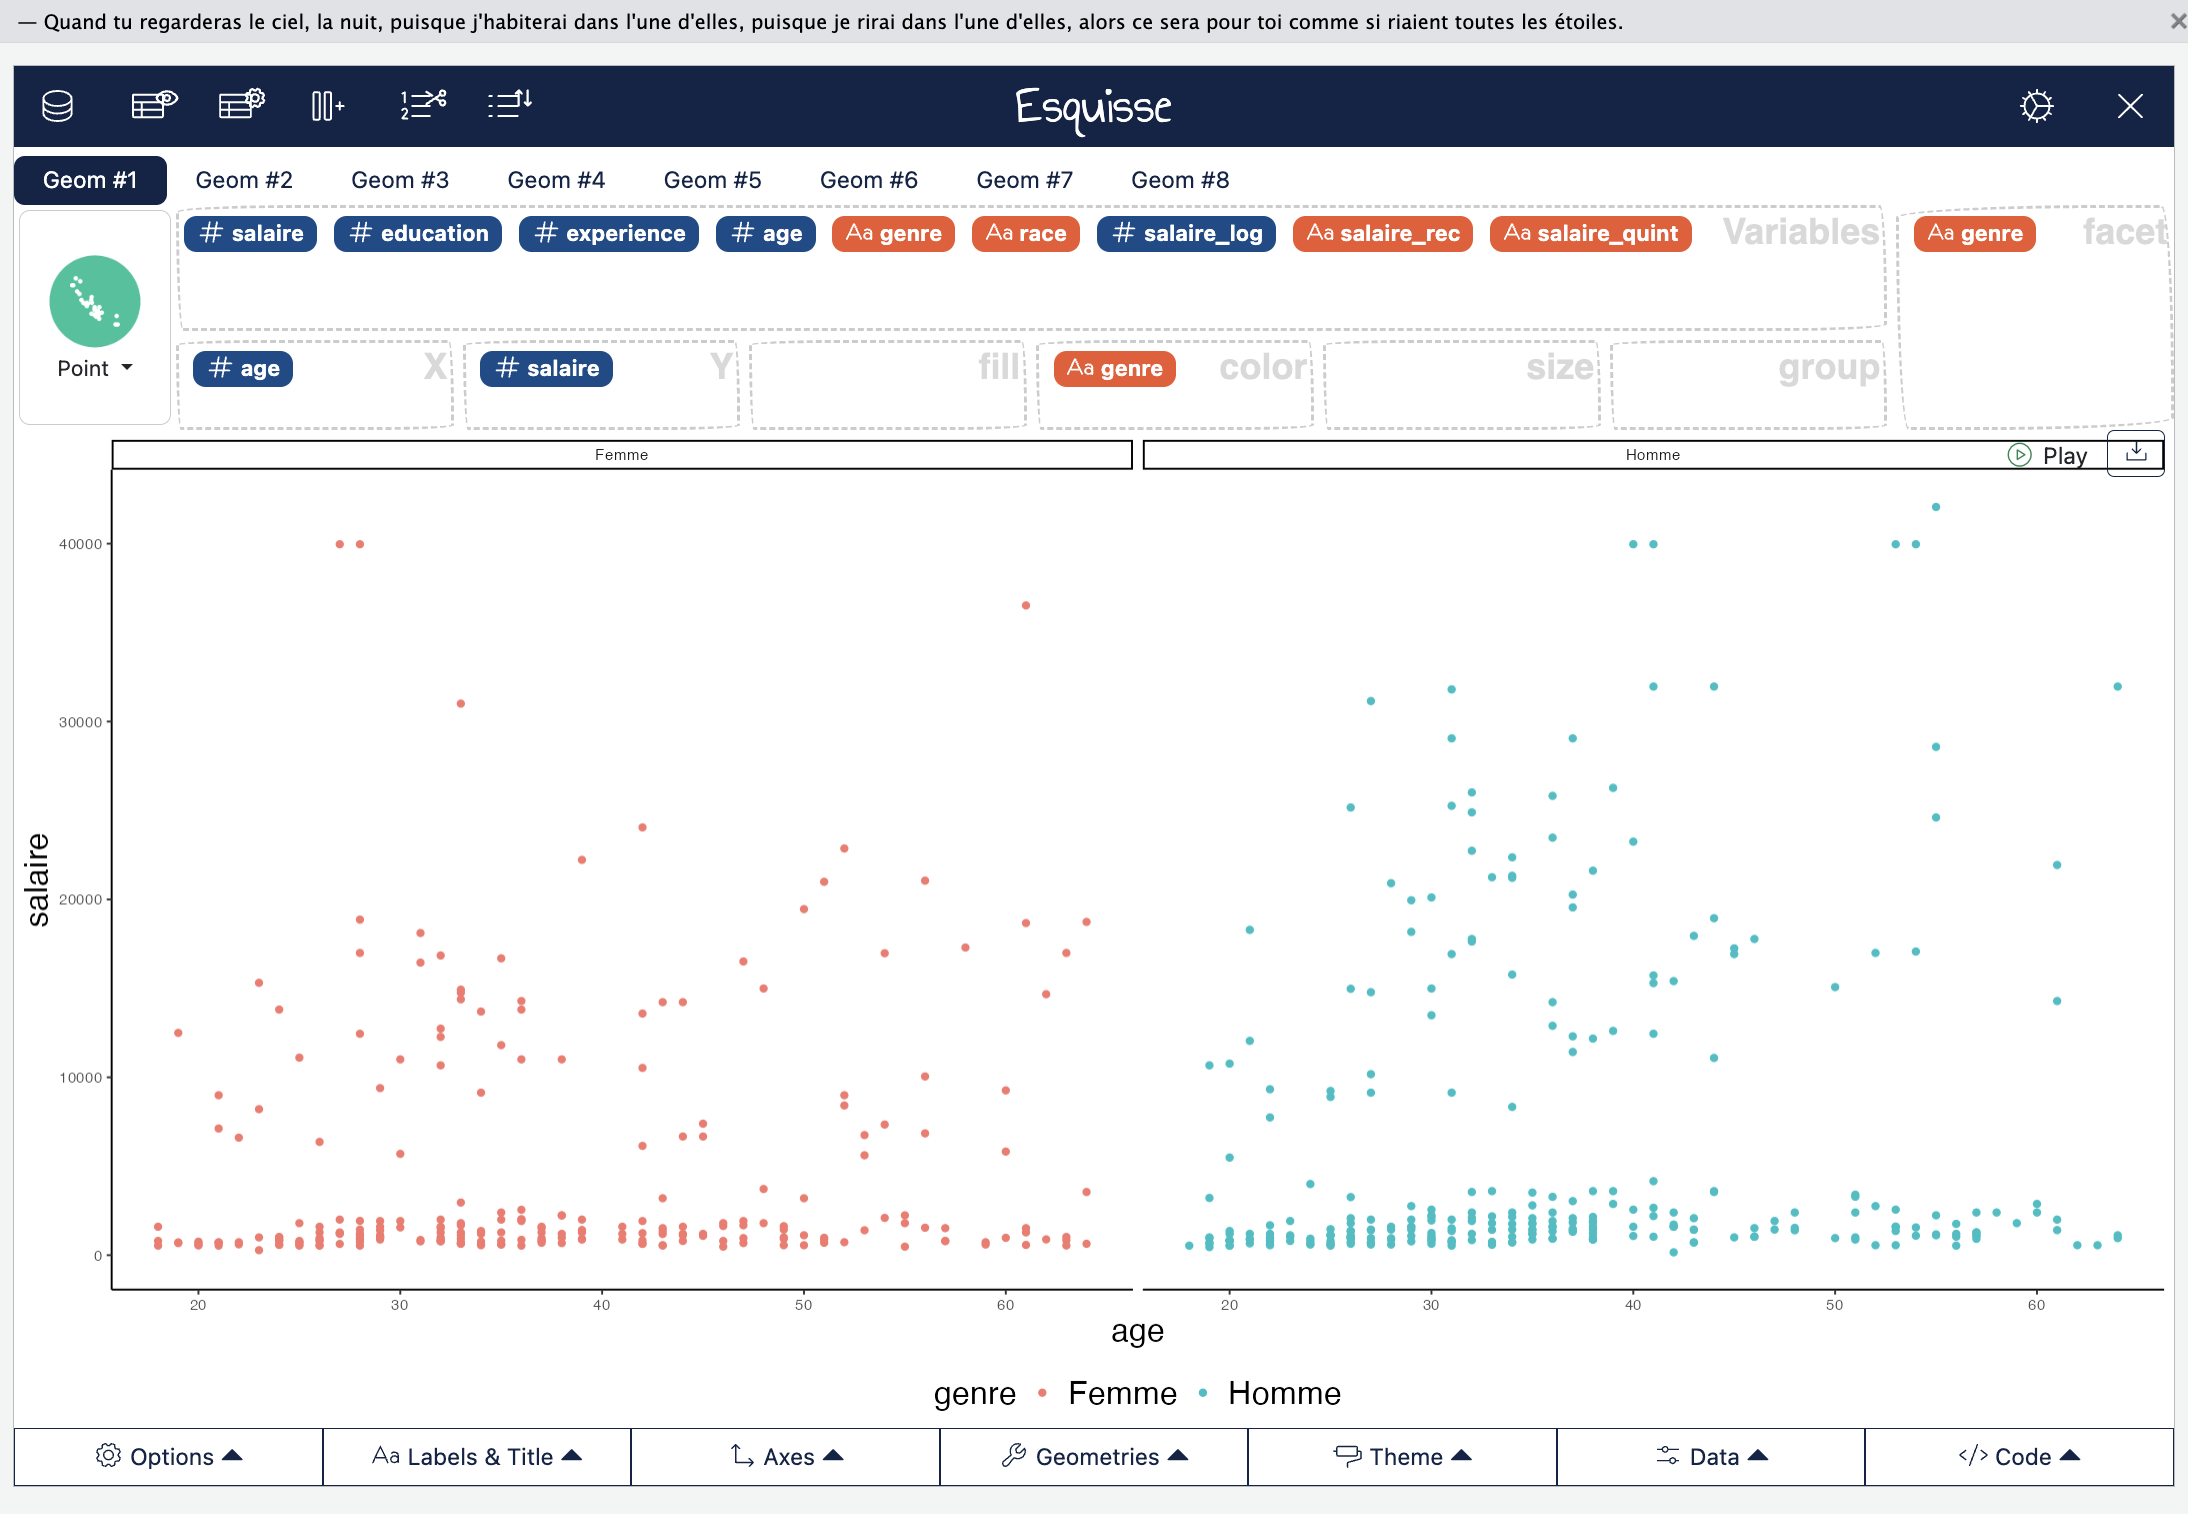 — Quand tu regarderas le ciel, la nuit, puisque j'habiterai dans l'une d'elles, puisque je rirai dans l'une d'elles, alors ce sera pour toi comme si riaient toutes les étoiles.
Esquisse
Geom #1 Geom #2 Geom #3 Geom #4 Geom #5 Geom #6 Geom #7 Geom #8
Point
# salaire # education # experience # age Aa genre Aa race # salaire_log Aa salaire_rec Aa salaire_quint Variables
Aa genre facet
# age X # salaire Y fill Aa genre color size group
Femme Homme Play
40000
30000
20000
10000
0
salaire
20 30 40 50 60 20 30 40 50 60
age
genre Femme Homme
Options Aa Labels & Title Axes Geometries Theme Data </> Code